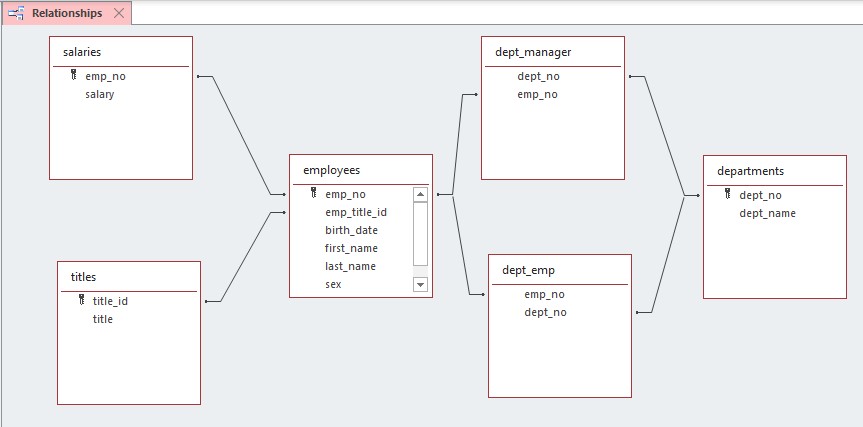 Relationships
salaries
emp_no
salary
titles
title_id
title
employees
emp_no
emp_title_id
birth_date
first_name
last_name
sex
dept_manager
dept_no
emp_no
dept_emp
emp_no
dept_no
departments
dept_no
dept_name